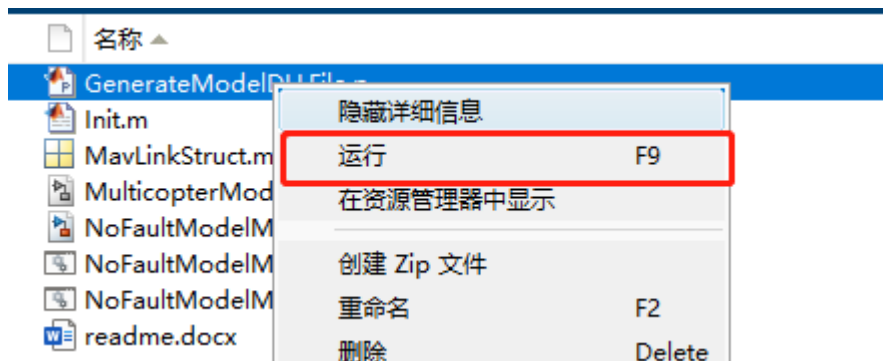 名称
GenerateModelDLLFile.p
隐藏详细信息
Init.m
运行 F9
MavLinkStruct.m
在资源管理器中显示
MulticopterMod
NoFaultModelM
NoFaultModelM
创建 Zip 文件
NoFaultModelM
重命名 F2
readme.docx
删除 Delete